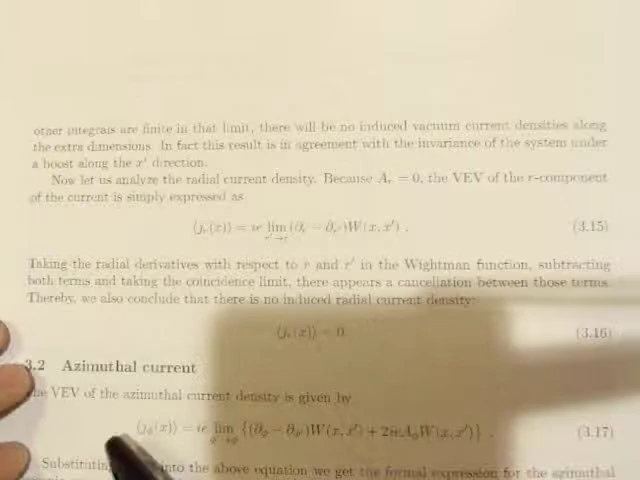 other integrals are finite in that limit, there will be no induced vacuum current densities along
the extra dimensions. In fact this result is in agreement with the invariance of the system under
a boost along the x^i direction.
Now let us analyze the radial current density. Because A_r = 0, the VEV of the r-component
of the current is simply expressed as
⟨j_r(x)⟩ = ie lim_{r'→r} (∂_r − ∂_{r'})W(x, x') . (3.15)
Taking the radial derivatives with respect to r and r' in the Wightman function, subtracting
both terms and taking the coincidence limit, there appears a cancellation between those terms.
Thereby, we also conclude that there is no induced radial current density:
⟨j_r(x)⟩ = 0 (3.16)
3.2 Azimuthal current
VEV of the azimuthal current density is given by
⟨j_φ(x)⟩ = ie lim_{φ'→φ} {(∂_φ − ∂_{φ'})W(x, x') + 2ieA_φW(x, x')} . (3.17)
Substituting into the above equation we get the formal expression for the azimuthal